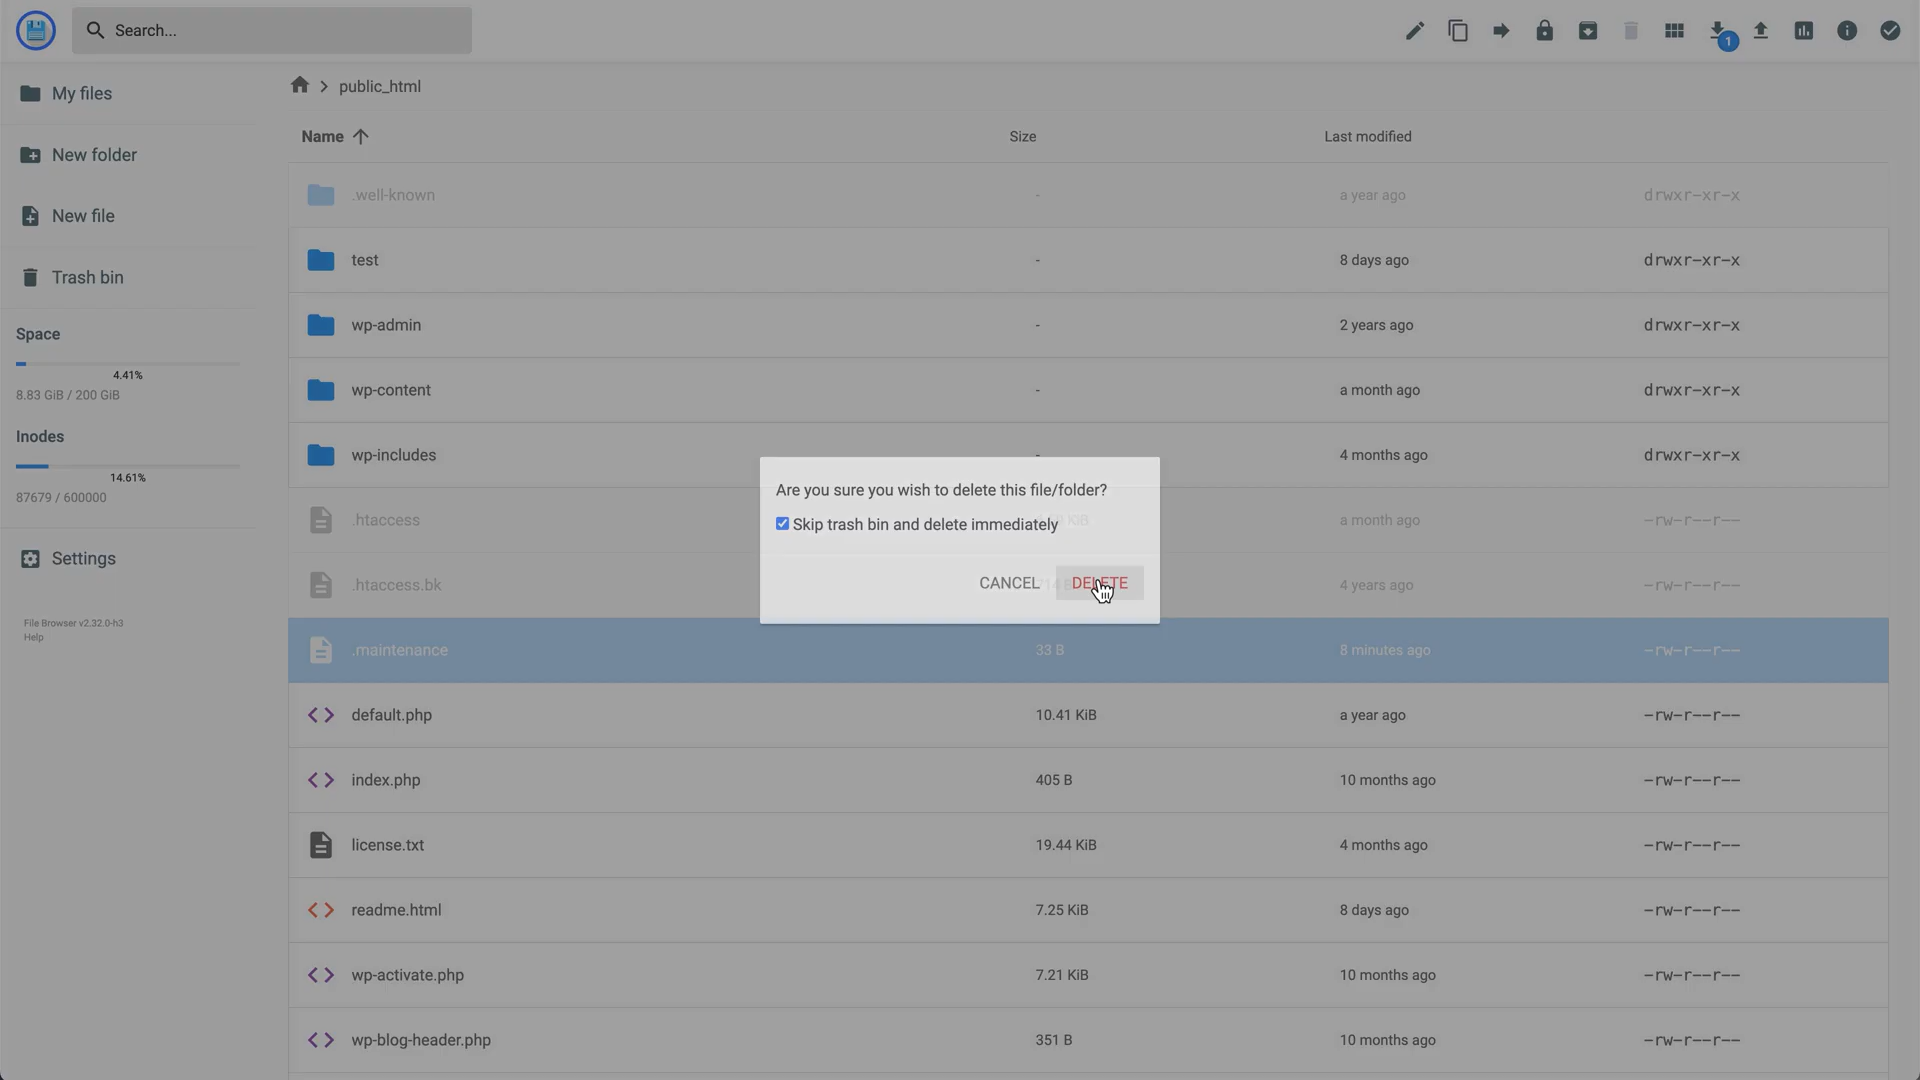 Search...
1
My files
New folder
New file
Trash bin
Space
4.41%
8.83 GiB / 200 GiB
Inodes
14.61%
87679 / 600000
Settings
File Browser v2.32.0-h3
Help
public_html
Name Size Last modified
.well-known - a year ago drwxr-xr-x
test - 8 days ago drwxr-xr-x
wp-admin - 2 years ago drwxr-xr-x
wp-content - a month ago drwxr-xr-x
wp-includes - 4 months ago drwxr-xr-x
Are you sure you wish to delete this file/folder?
Skip trash bin and delete immediately
CANCEL DELETE
.htaccess KiB a month ago -rw-r--r--
.htaccess.bk 4 years ago -rw-r--r--
.maintenance 33 B 8 minutes ago -rw-r--r--
default.php 10.41 KiB a year ago -rw-r--r--
index.php 405 B 10 months ago -rw-r--r--
license.txt 19.44 KiB 4 months ago -rw-r--r--
readme.html 7.25 KiB 8 days ago -rw-r--r--
wp-activate.php 7.21 KiB 10 months ago -rw-r--r--
wp-blog-header.php 351 B 10 months ago -rw-r--r--